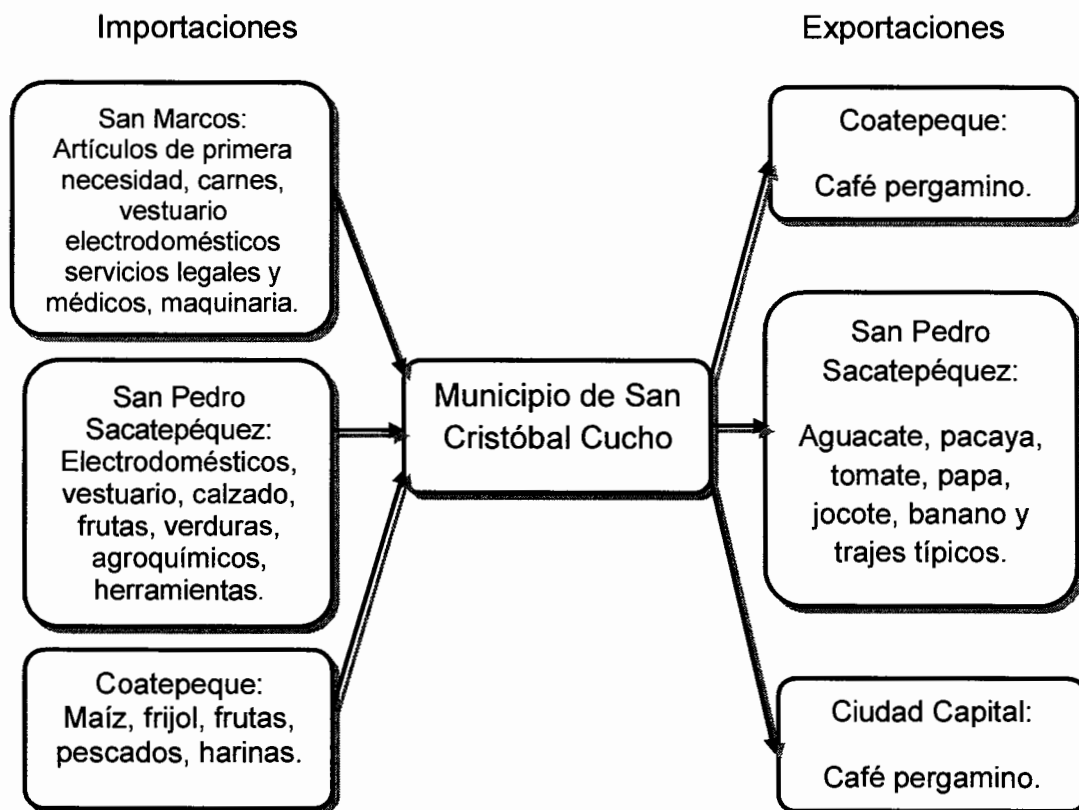 Importaciones
Exportaciones
San Marcos:
Artículos de primera
necesidad, carnes,
vestuario
electrodomésticos
servicios legales y
médicos, maquinaria.
San Pedro
Sacatepéquez:
Electrodomésticos,
vestuario, calzado,
frutas, verduras,
agroquímicos,
herramientas.
Coatepeque:
Maíz, frijol, frutas,
pescados, harinas.
Municipio de San
Cristóbal Cucho
Coatepeque:
Café pergamino.
San Pedro
Sacatepéquez:
Aguacate, pacaya,
tomate, papa,
jocote, banano y
trajes típicos.
Ciudad Capital:
Café pergamino.